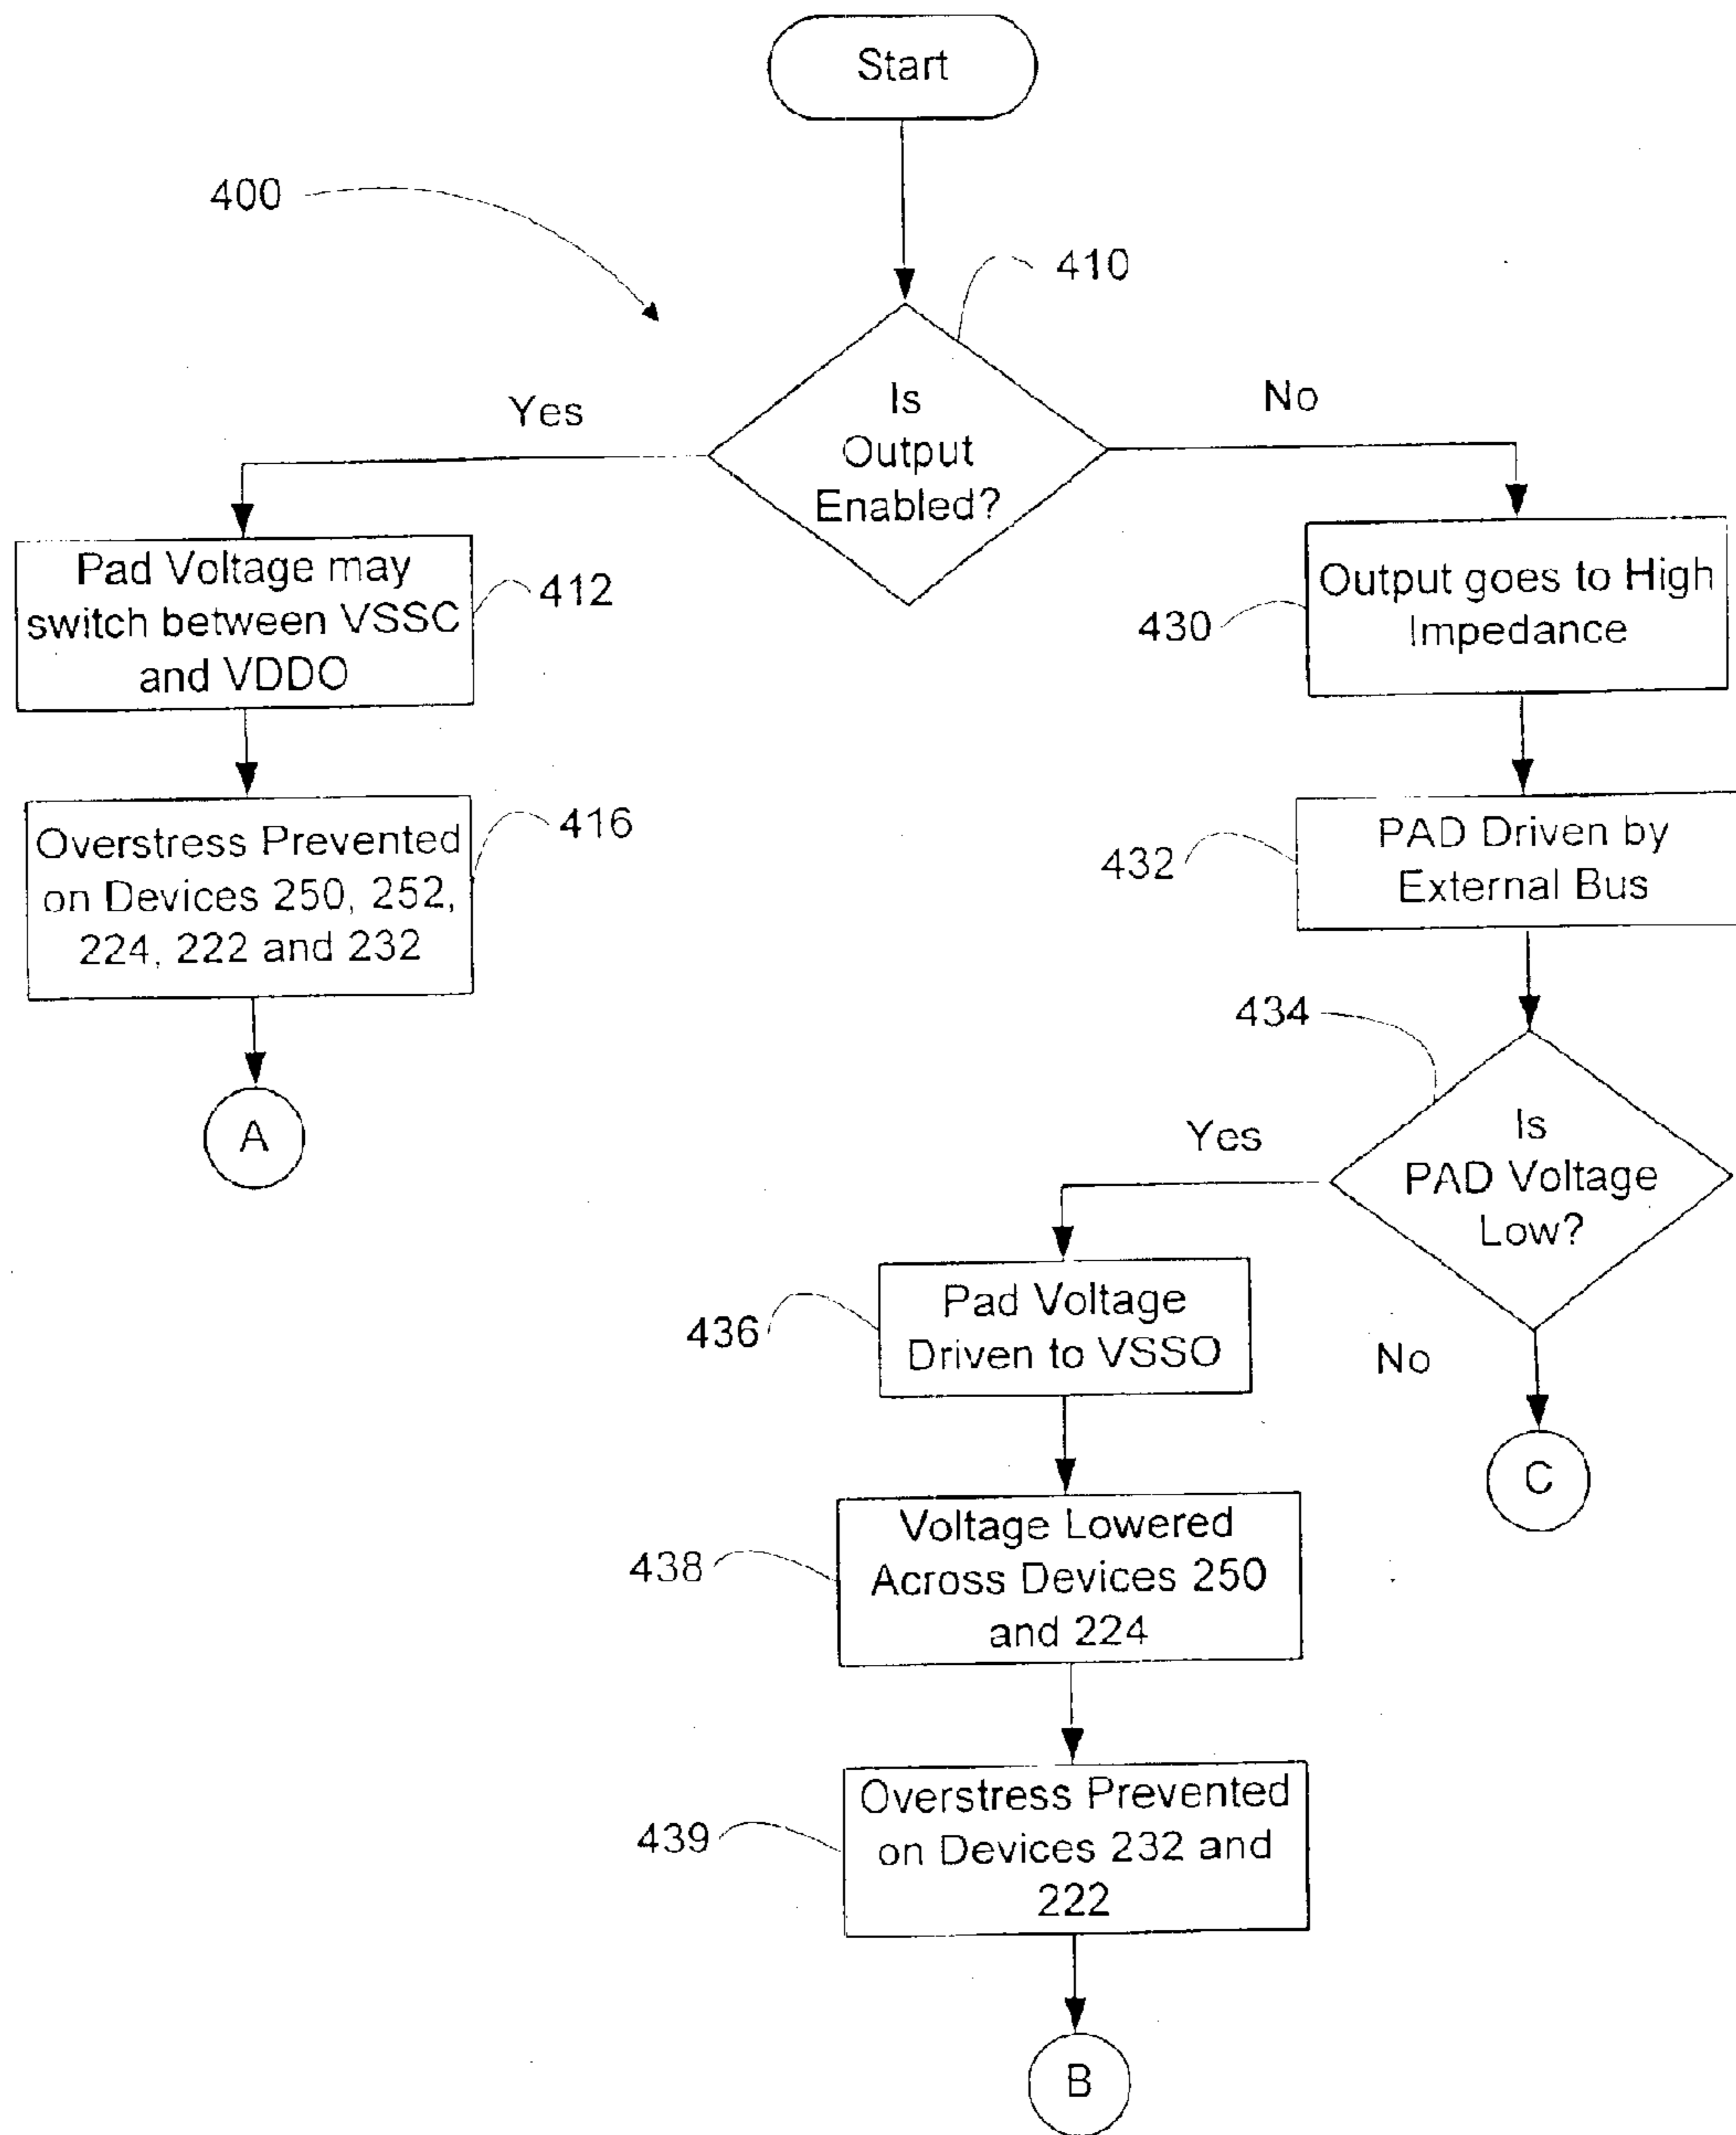 Start
400
410
Is
Output
Enabled?
Yes
No
Pad Voltage may
switch between VSSC
and VDDO
412
Output goes to High
Impedance
430
Overstress Prevented
on Devices 250, 252,
224, 222 and 232
416
PAD Driven by
External Bus
432
A
434
Is
PAD Voltage
Low?
Yes
No
Pad Voltage
Driven to VSSO
436
C
Voltage Lowered
Across Devices 250
and 224
438
Overstress Prevented
on Devices 232 and
222
439
B